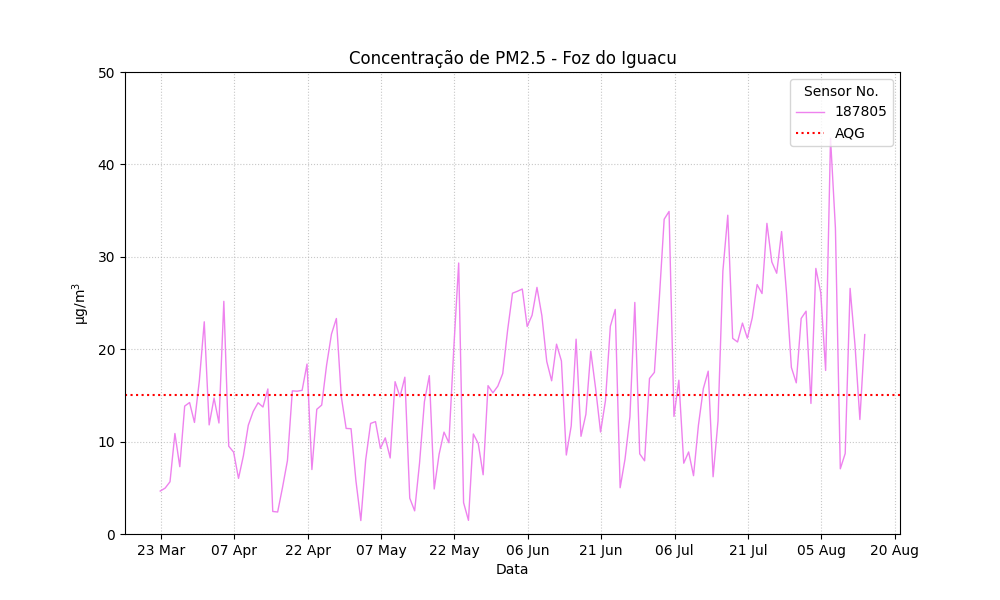 Concentração de PM2.5 - Foz do Iguacu
50
40
30
20
10
0
µg/m³
Sensor No.
187805
AQG
23 Mar 07 Apr 22 Apr 07 May 22 May 06 Jun 21 Jun 06 Jul 21 Jul 05 Aug 20 Aug
Data